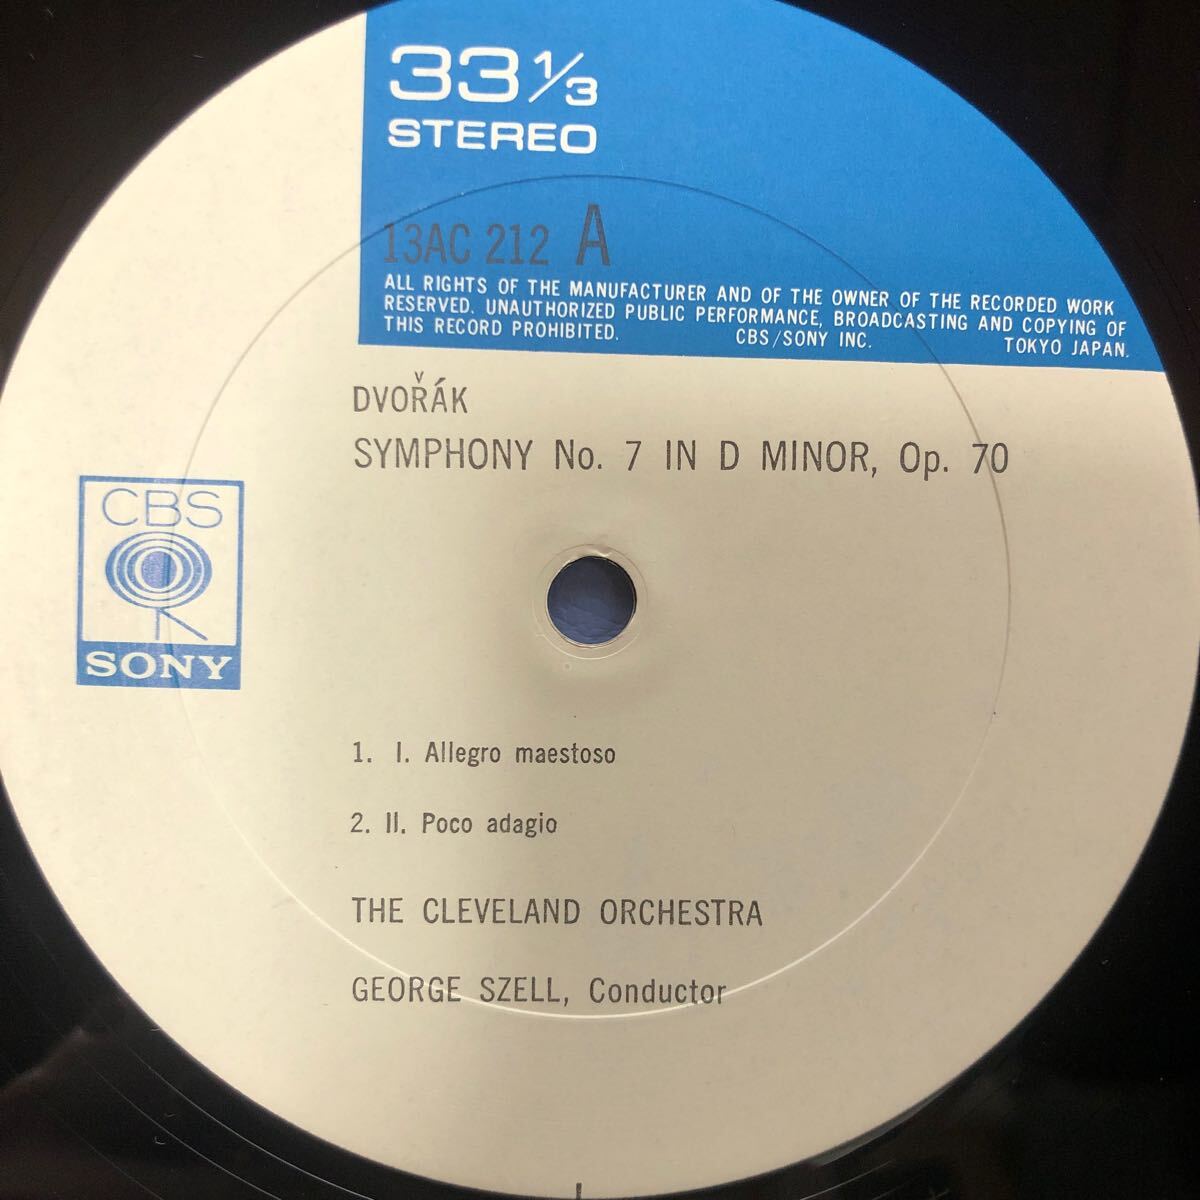 33 1/3
STEREO
13AC 212 A
ALL RIGHTS OF THE MANUFACTURER AND OF THE OWNER OF THE RECORDED WORK
RESERVED. UNAUTHORIZED PUBLIC PERFORMANCE, BROADCASTING AND COPYING OF
THIS RECORD PROHIBITED. CBS/SONY INC. TOKYO JAPAN.
DVOŘÁK
SYMPHONY No. 7 IN D MINOR, Op. 70
CBS
SONY
1. I. Allegro maestoso
2. II. Poco adagio
THE CLEVELAND ORCHESTRA
GEORGE SZELL, Conductor